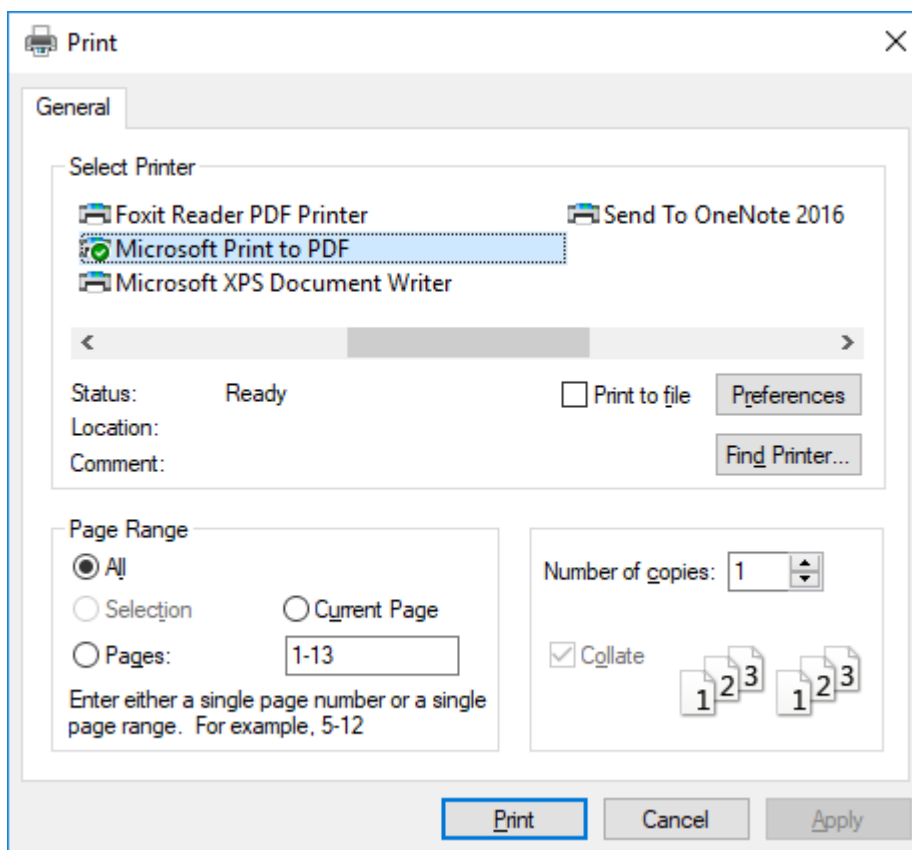 Print
General
Select Printer
Foxit Reader PDF Printer
Send To OneNote 2016
Microsoft Print to PDF
Microsoft XPS Document Writer
Status: Ready
Print to file
Preferences
Location:
Comment:
Find Printer...
Page Range
All
Selection
Current Page
Pages: 1-13
Enter either a single page number or a single
page range. For example, 5-12
Number of copies: 1
Collate
1 2 3 1 2 3
Print Cancel Apply